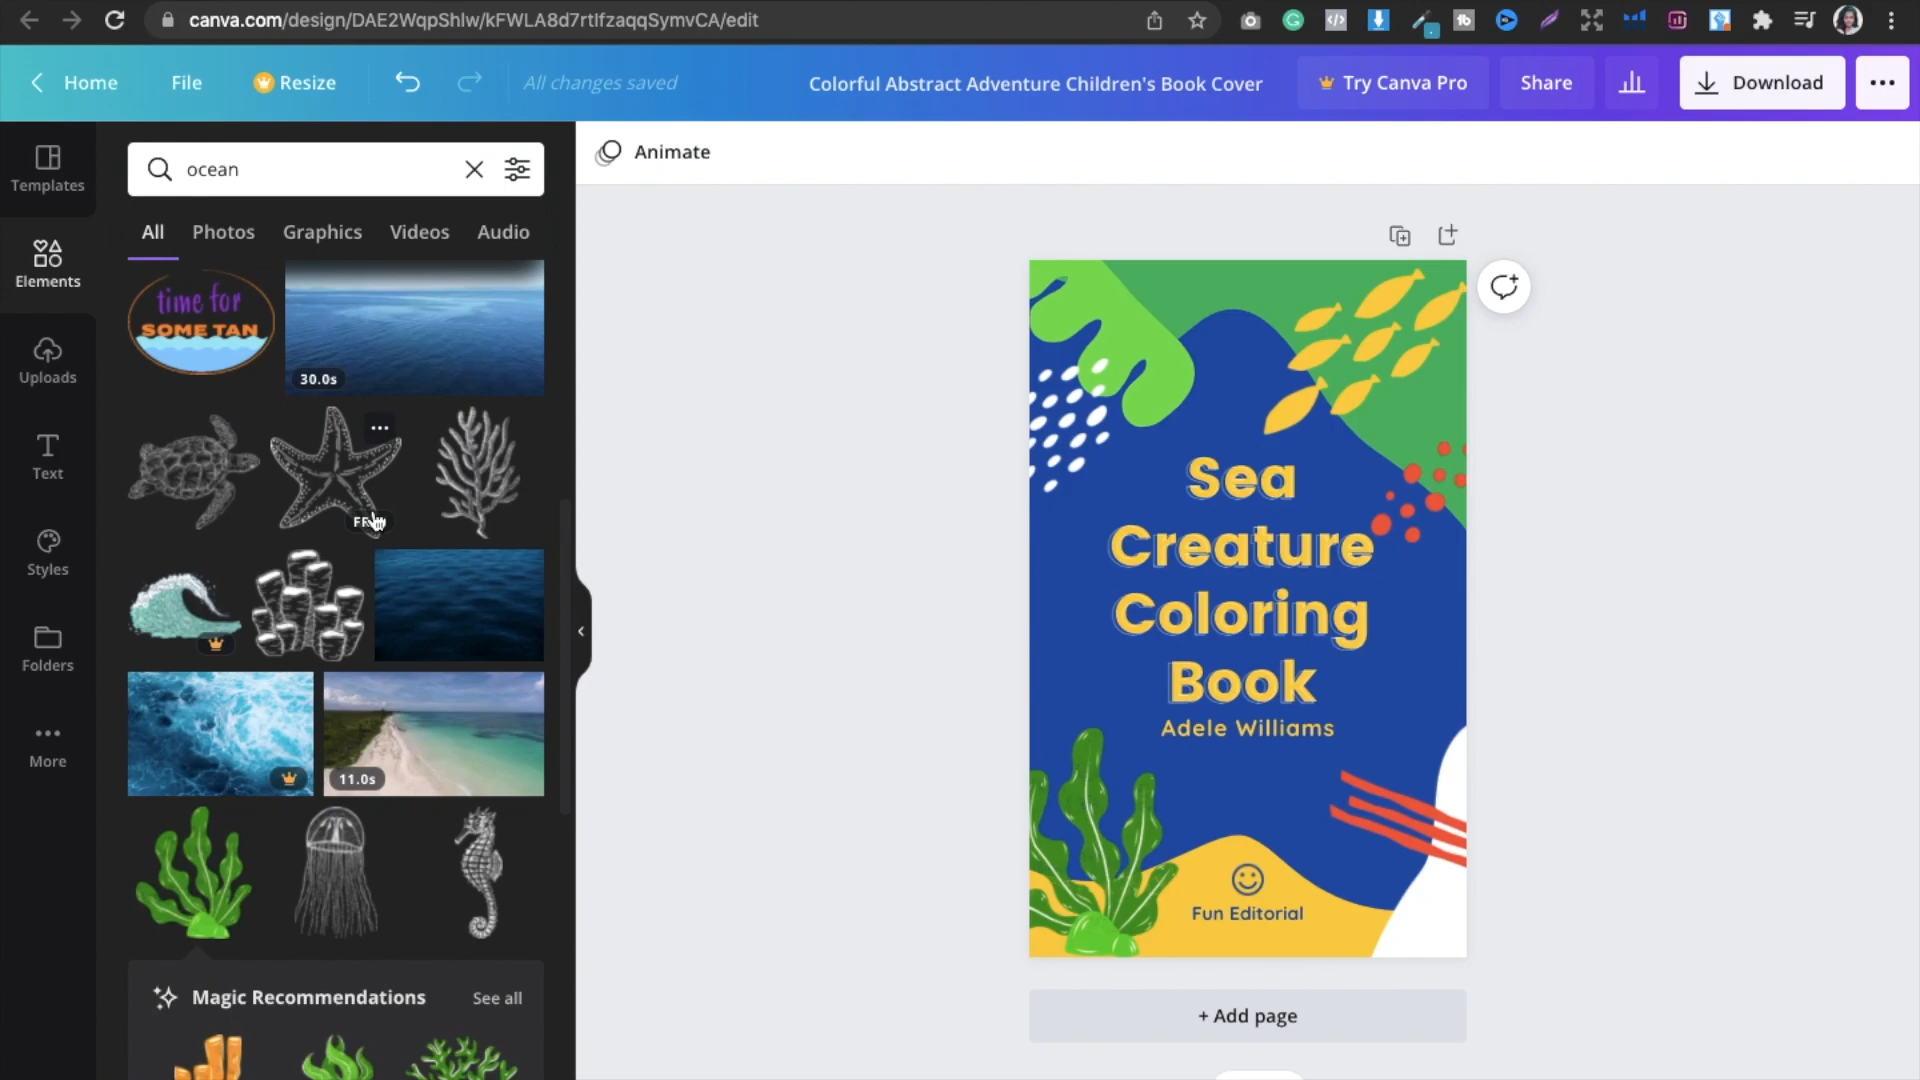 canva.com/design/DAE2WqpShlw/kFWLA8d7rtlfzaqqSymvCA/edit
Home File Resize All changes saved Colorful Abstract Adventure Children's Book Cover Try Canva Pro Share Download
Templates
Elements
Uploads
Text
Styles
Folders
More
ocean
All Photos Graphics Videos Audio
time for
SOME TAN
30.0s
11.0s
Magic Recommendations See all
Animate
Sea
Creature
Coloring
Book
Adele Williams
Fun Editorial
+ Add page